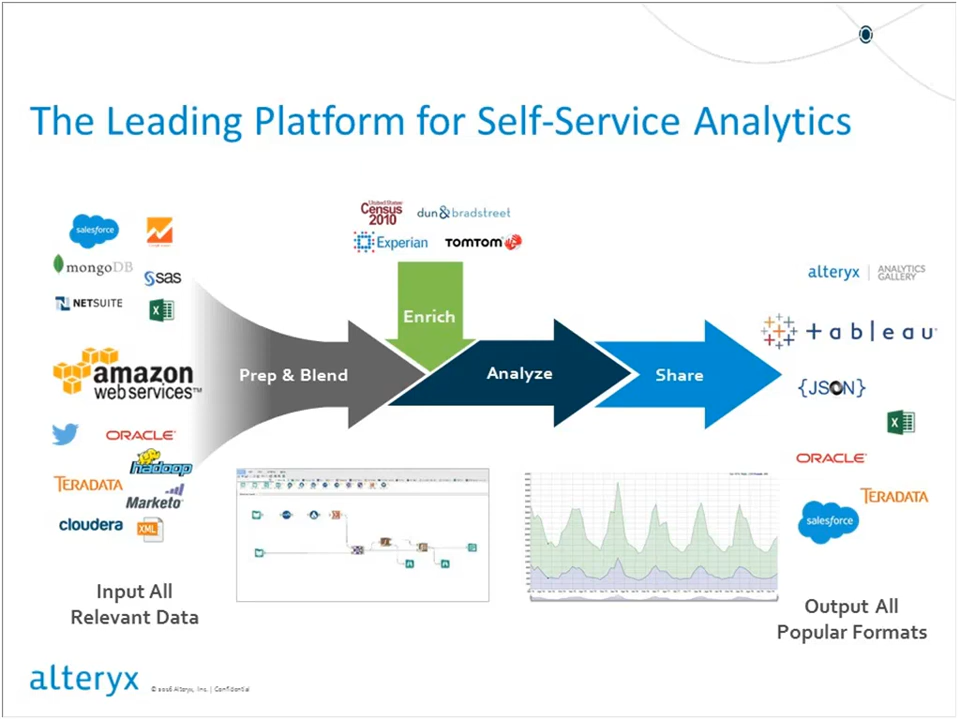 The Leading Platform for Self-Service Analytics
salesforce
mongoDB
sas
NETSUITE
amazon
web services™
ORACLE
hadoop
TERADATA
Marketo
cloudera
XML
Input All
Relevant Data
United States
Census
2010
dun & bradstreet
Experian
TOMTOM
Enrich
Prep & Blend
Analyze
Share
alteryx | ANALYTICS
GALLERY
+ableau
{JSON}
ORACLE
TERADATA
salesforce
Output All
Popular Formats
alteryx
© 2016 Alteryx, Inc. | Confidential